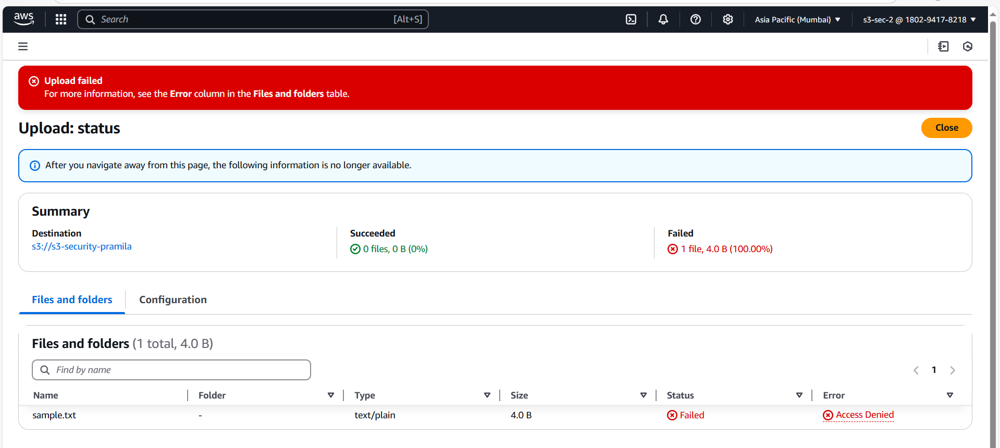 aws
Search [Alt+S]
Asia Pacific (Mumbai) s3-sec-2 @ 1802-9417-8218
Upload failed
For more information, see the Error column in the Files and folders table.
Upload: status
Close
After you navigate away from this page, the following information is no longer available.
Summary
Destination Succeeded Failed
s3://s3-security-pramila 0 files, 0 B (0%) 1 file, 4.0 B (100.00%)
Files and folders Configuration
Files and folders (1 total, 4.0 B)
Find by name 1
Name Folder Type Size Status Error
sample.txt - text/plain 4.0 B Failed Access Denied